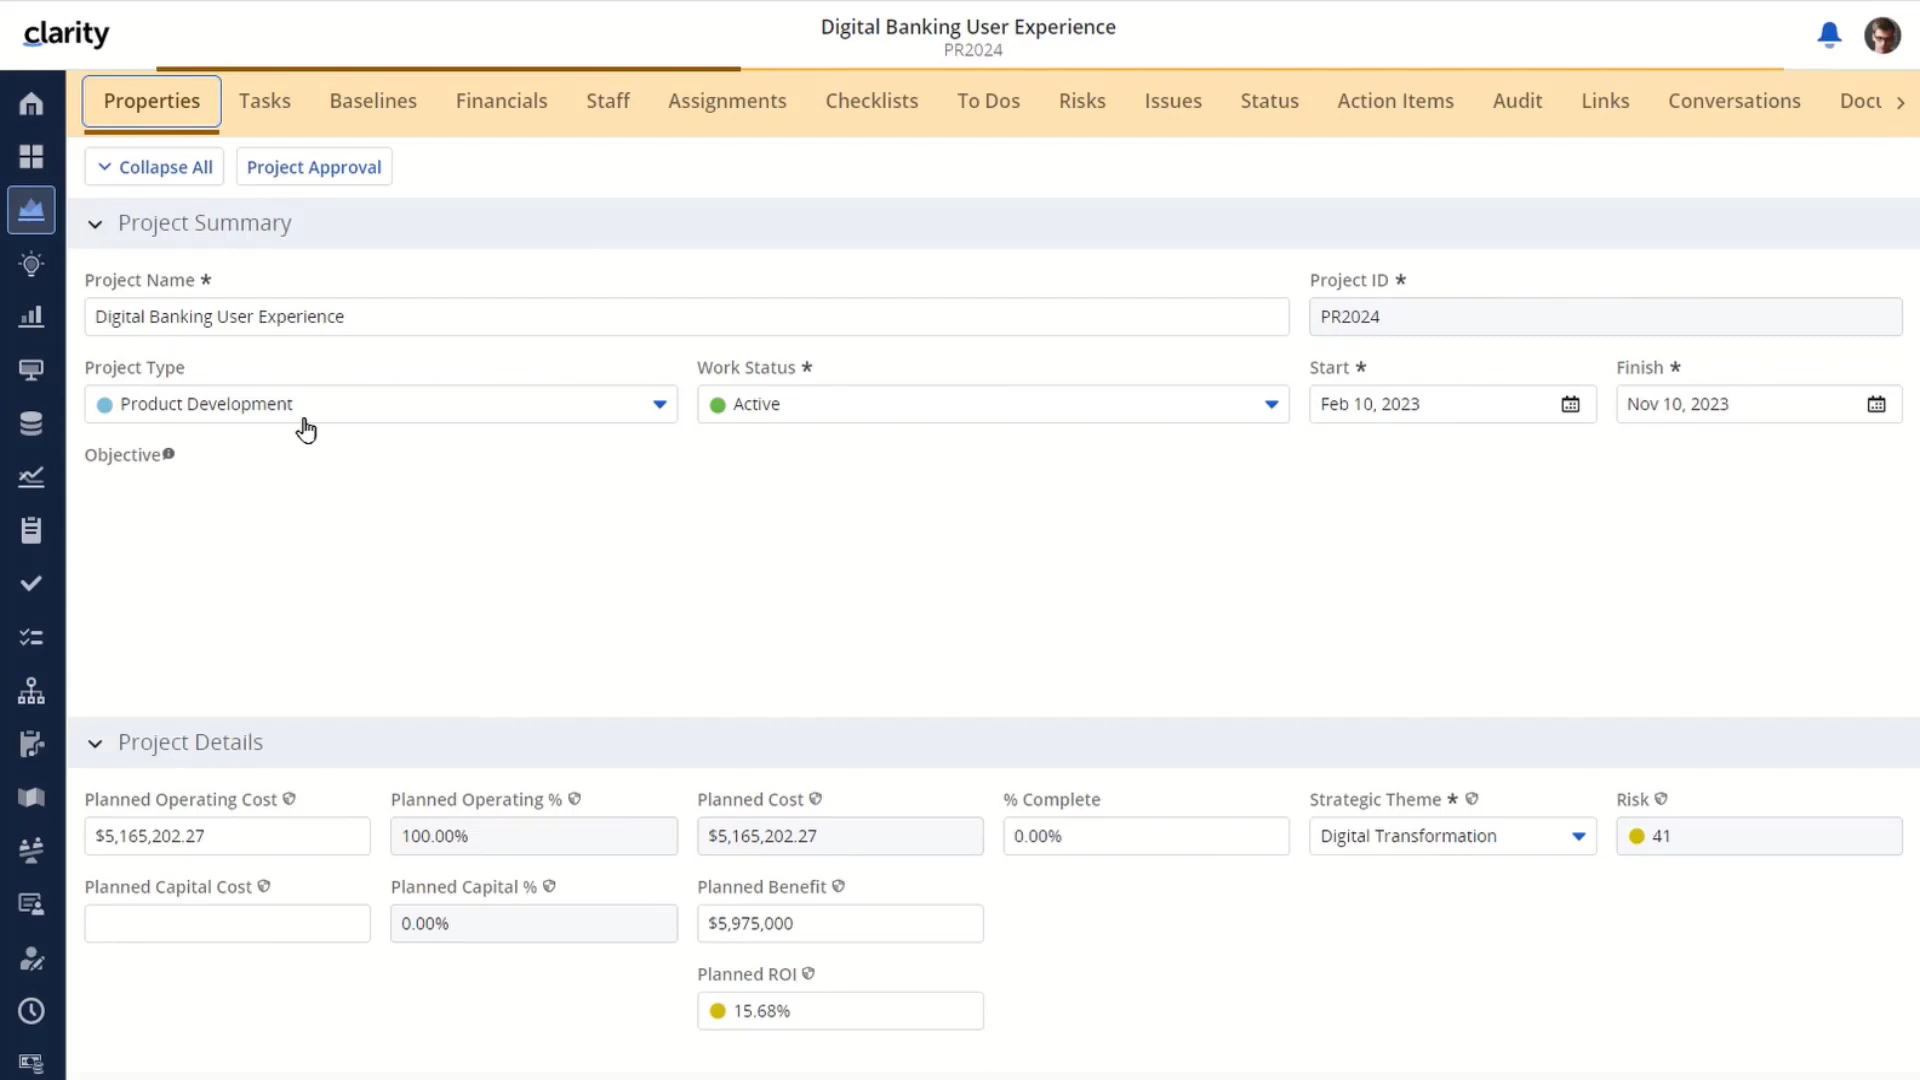 clarity
Digital Banking User Experience
PR2024
Properties Tasks Baselines Financials Staff Assignments Checklists To Dos Risks Issues Status Action Items Audit Links Conversations Docu
Collapse All Project Approval
Project Summary
Project Name * Project ID *
Digital Banking User Experience PR2024
Project Type Work Status * Start * Finish *
Product Development Active Feb 10, 2023 Nov 10, 2023
Objective
Project Details
Planned Operating Cost Planned Operating % Planned Cost % Complete Strategic Theme * Risk
$5,165,202.27 100.00% $5,165,202.27 0.00% Digital Transformation 41
Planned Capital Cost Planned Capital % Planned Benefit
0.00% $5,975,000
Planned ROI
15.68%